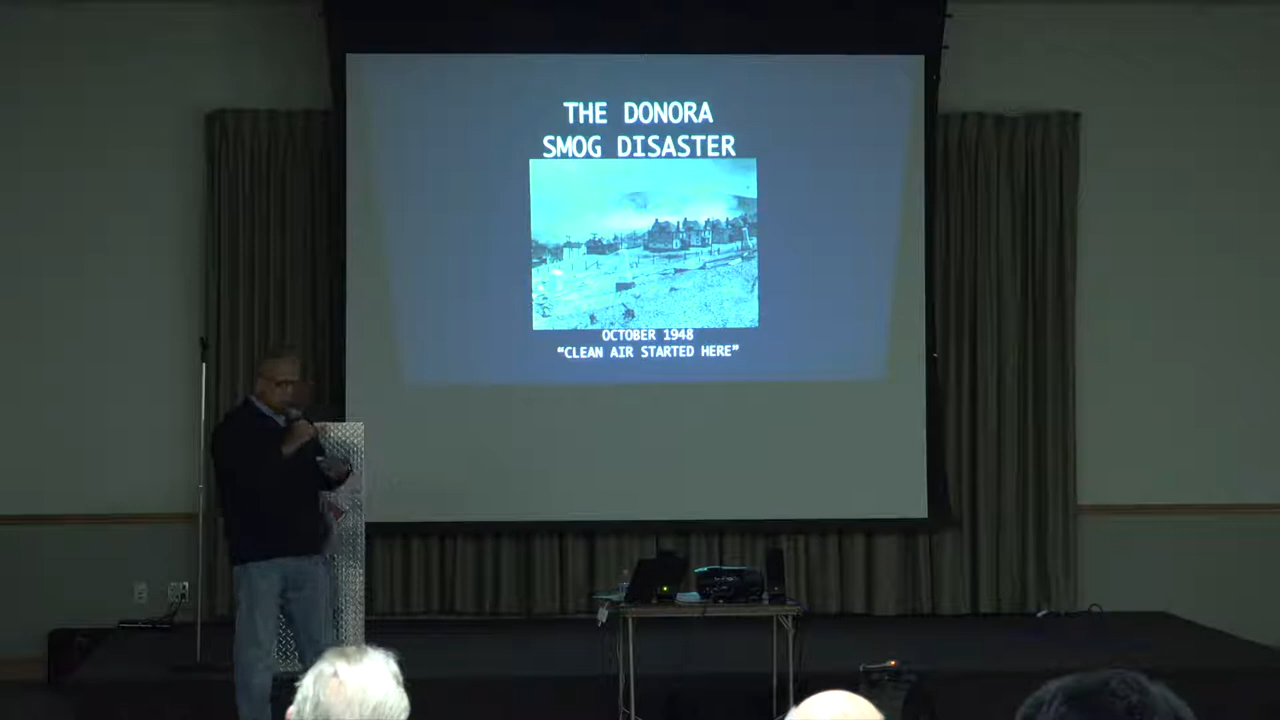 THE DONORA
SMOG DISASTER
OCTOBER 1948
“CLEAN AIR STARTED HERE”